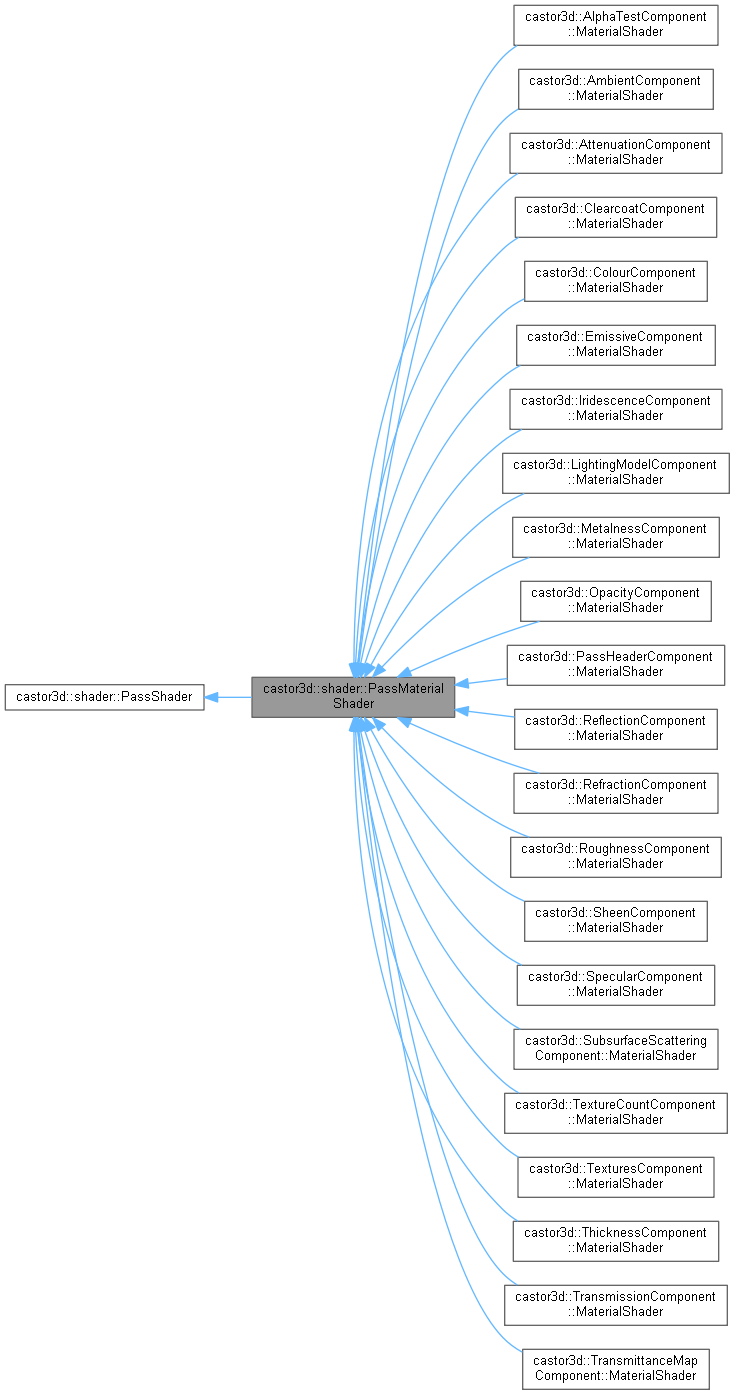 castor3d::AlphaTestComponent
::MaterialShader
castor3d::AmbientComponent
::MaterialShader
castor3d::AttenuationComponent
::MaterialShader
castor3d::ClearcoatComponent
::MaterialShader
castor3d::ColourComponent
::MaterialShader
castor3d::EmissiveComponent
::MaterialShader
castor3d::IridescenceComponent
::MaterialShader
castor3d::LightingModelComponent
::MaterialShader
castor3d::MetalnessComponent
::MaterialShader
castor3d::OpacityComponent
::MaterialShader
castor3d::PassHeaderComponent
::MaterialShader
castor3d::shader::PassShader
castor3d::shader::PassMaterial
Shader
castor3d::ReflectionComponent
::MaterialShader
castor3d::RefractionComponent
::MaterialShader
castor3d::RoughnessComponent
::MaterialShader
castor3d::SheenComponent
::MaterialShader
castor3d::SpecularComponent
::MaterialShader
castor3d::SubsurfaceScattering
Component::MaterialShader
castor3d::TextureCountComponent
::MaterialShader
castor3d::TexturesComponent
::MaterialShader
castor3d::ThicknessComponent
::MaterialShader
castor3d::TransmissionComponent
::MaterialShader
castor3d::TransmittanceMap
Component::MaterialShader